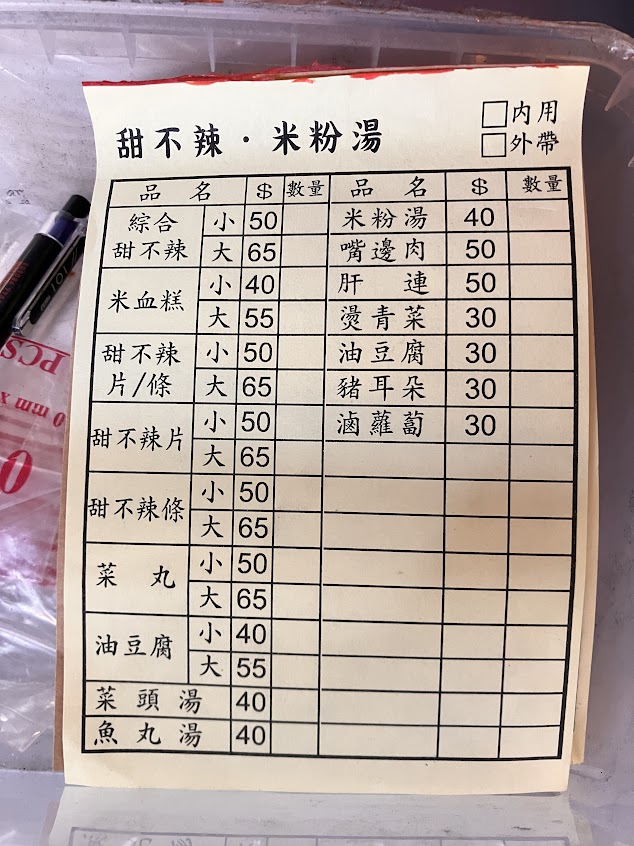 甜不辣・米粉湯
□內用
□外帶
品名 $ 數量 品名 $ 數量
綜合甜不辣 小 50 米粉湯 40
大 65 嘴邊肉 50
米血糕 小 40 肝連 50
大 55 燙青菜 30
甜不辣片/條 小 50 油豆腐 30
大 65 豬耳朵 30
甜不辣片 小 50 滷蘿蔔 30
大 65
甜不辣條 小 50
大 65
菜丸 小 50
大 65
油豆腐 小 40
大 55
菜頭湯 40
魚丸湯 40
PCS
0 mm x
0
101